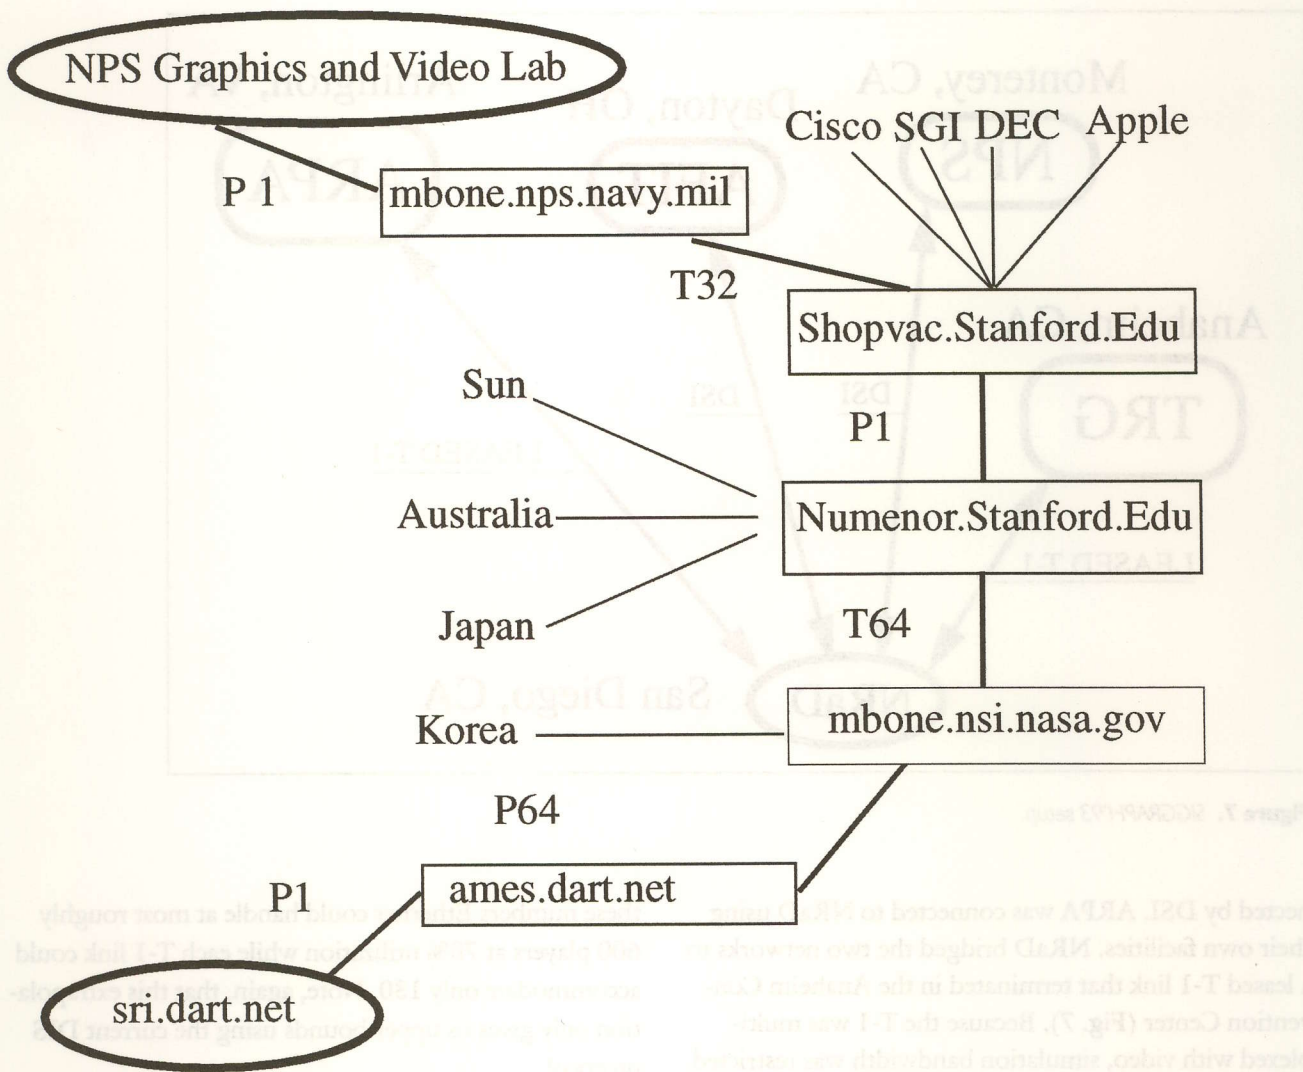 NPS Graphics and Video Lab
Cisco SGI DEC Apple
P 1
mbone.nps.navy.mil
T32
Shopvac.Stanford.Edu
Sun
P1
Australia
Numenor.Stanford.Edu
Japan
T64
Korea
mbone.nsi.nasa.gov
P64
P1
ames.dart.net
sri.dart.net